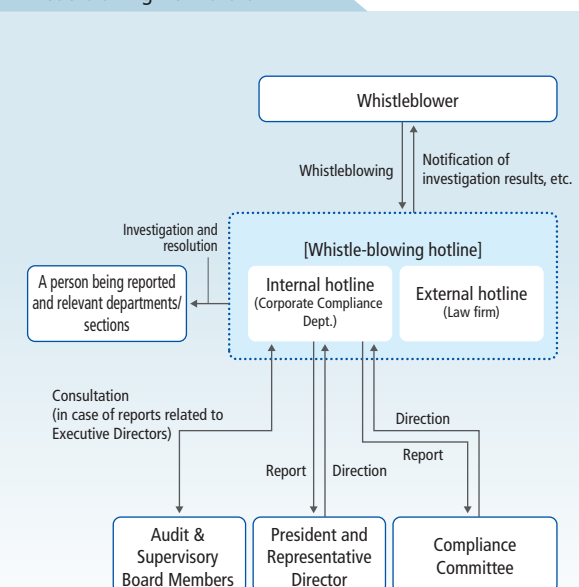 Whistleblower
Whistleblowing
Notification of
investigation results, etc.
Investigation and
resolution
[Whistle-blowing hotline]
A person being reported
and relevant departments/
sections
Internal hotline
(Corporate Compliance
Dept.)
External hotline
(Law firm)
Consultation
(in case of reports related to
Executive Directors)
Direction
Report
Report
Direction
Audit &
Supervisory
Board Members
President and
Representative
Director
Compliance
Committee